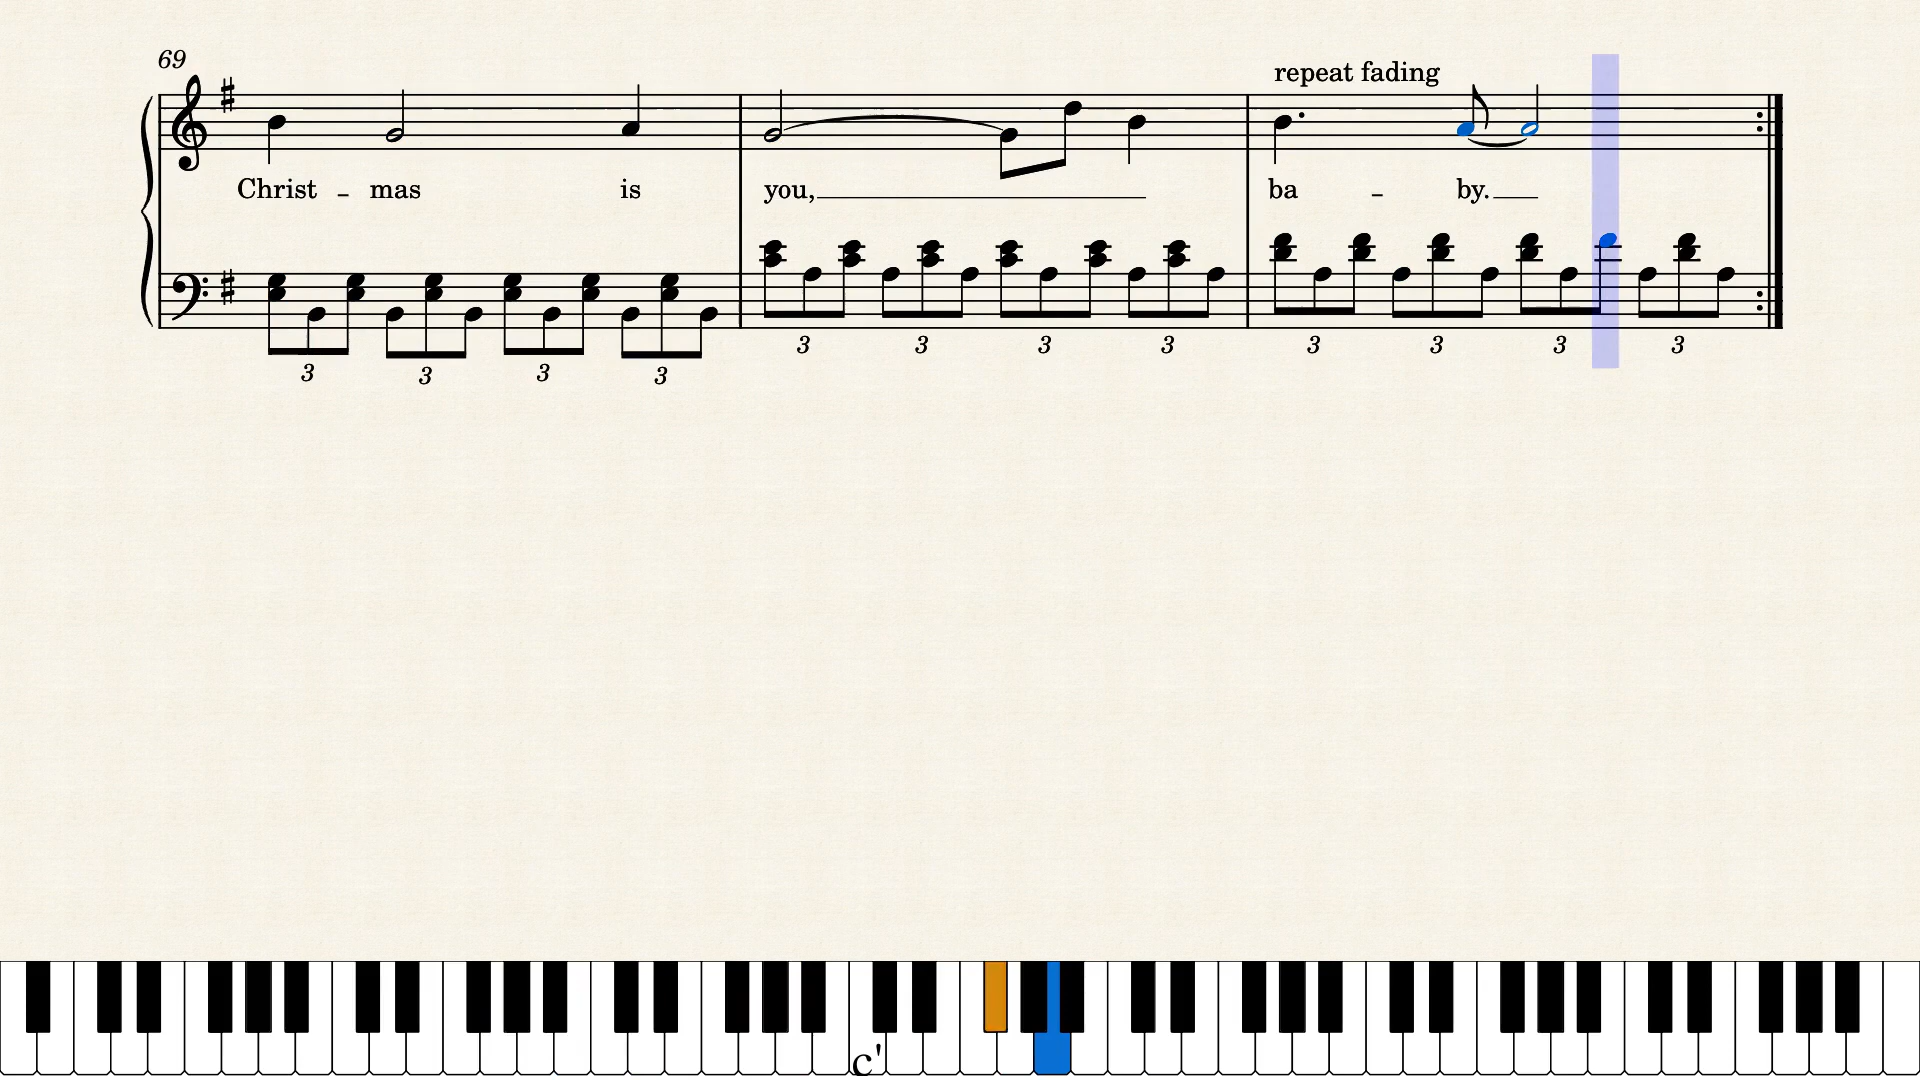 69
repeat fading
Christ - mas is you, ba - by.
3 3 3 3 3 3 3 3
3 3 3 3
c'